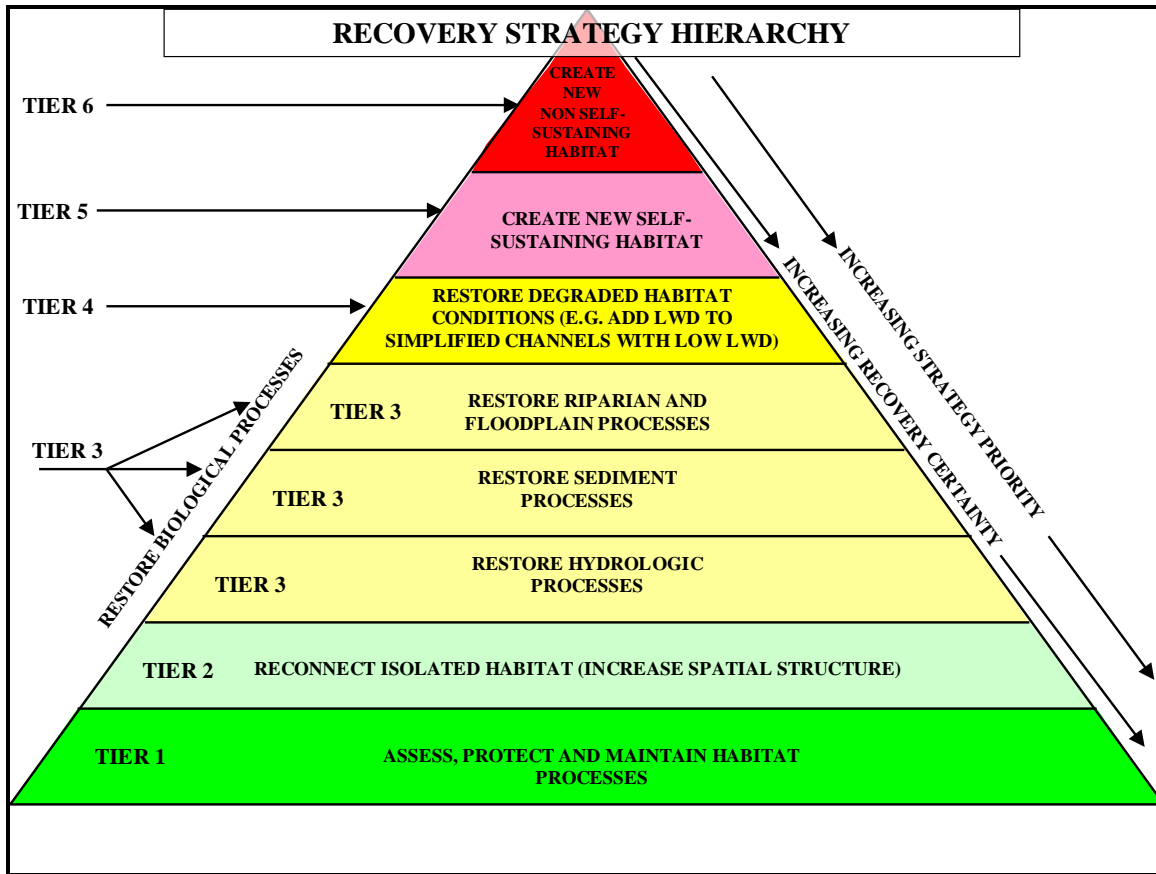 RECOVERY STRATEGY HIERARCHY
TIER 6
CREATE
NEW
NON SELF-
SUSTAINING
HABITAT
TIER 5
CREATE NEW SELF-
SUSTAINING HABITAT
TIER 4
RESTORE DEGRADED HABITAT
CONDITIONS (E.G. ADD LWD TO
SIMPLIFIED CHANNELS WITH LOW LWD)
TIER 3
RESTORE BIOLOGICAL PROCESSES
TIER 3
RESTORE RIPARIAN AND
FLOODPLAIN PROCESSES
TIER 3
RESTORE SEDIMENT
PROCESSES
TIER 3
RESTORE HYDROLOGIC
PROCESSES
TIER 2
RECONNECT ISOLATED HABITAT (INCREASE SPATIAL STRUCTURE)
TIER 1
ASSESS, PROTECT AND MAINTAIN HABITAT
PROCESSES
INCREASING RECOVERY CERTAINTY
INCREASING STRATEGY PRIORITY